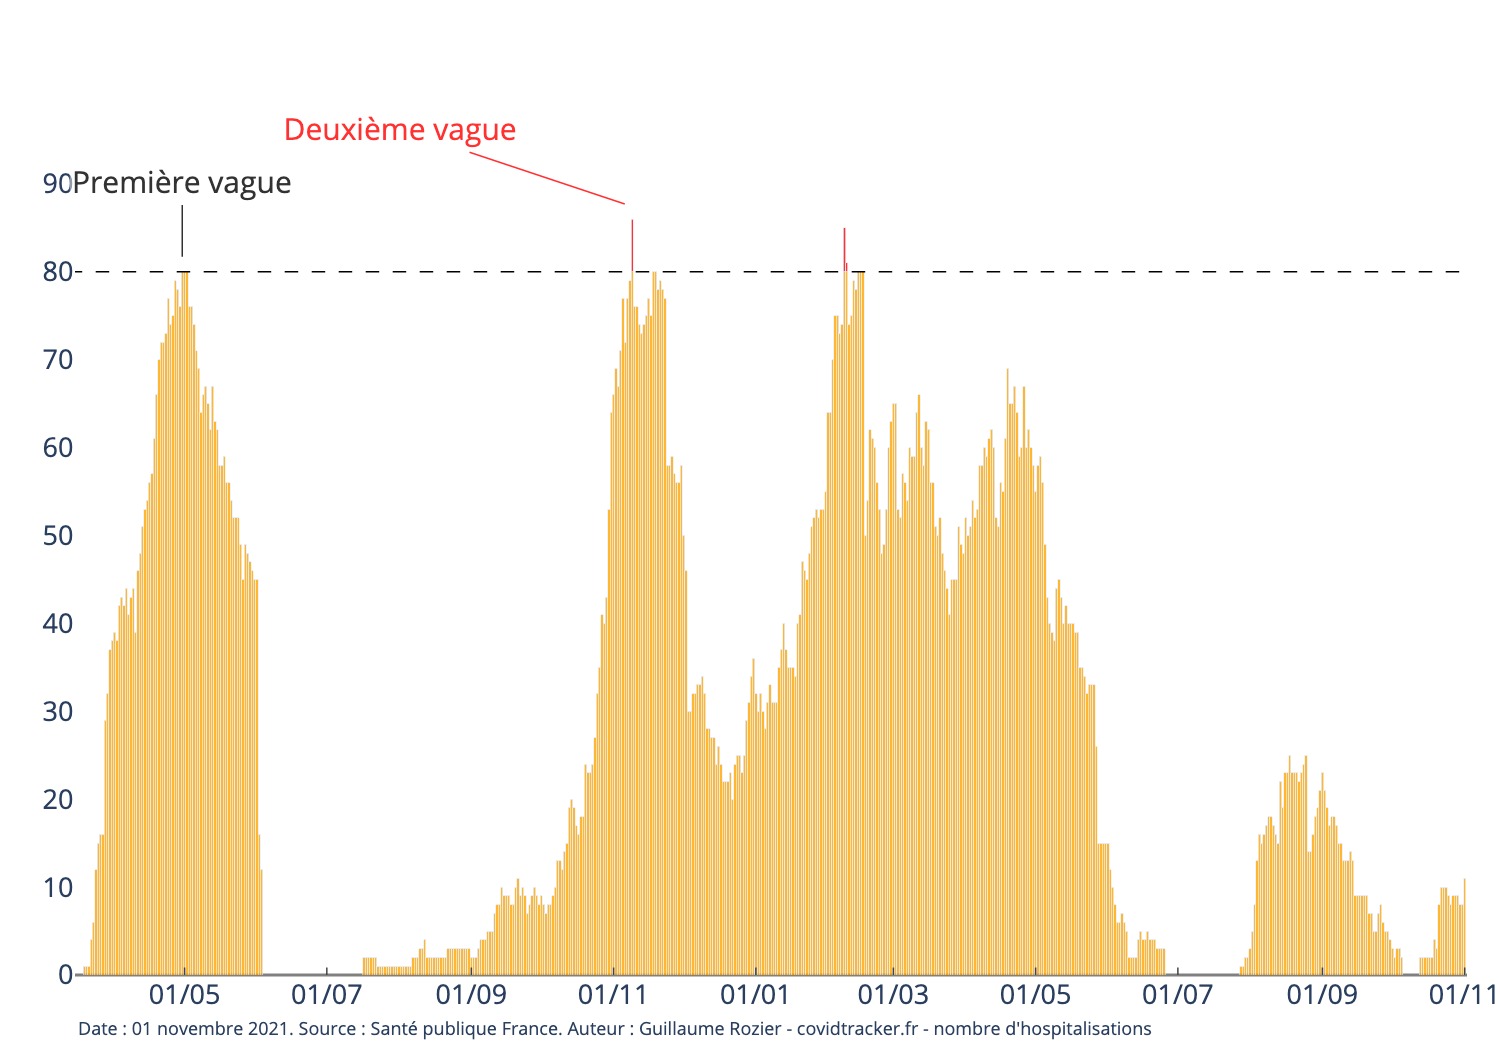 Deuxième vague
90
Première vague
80
70
60
50
40
30
20
10
0
01/05 01/07 01/09 01/11 01/01 01/03 01/05 01/07 01/09 01/11
Date : 01 novembre 2021. Source : Santé publique France. Auteur : Guillaume Rozier - covidtracker.fr - nombre d'hospitalisations